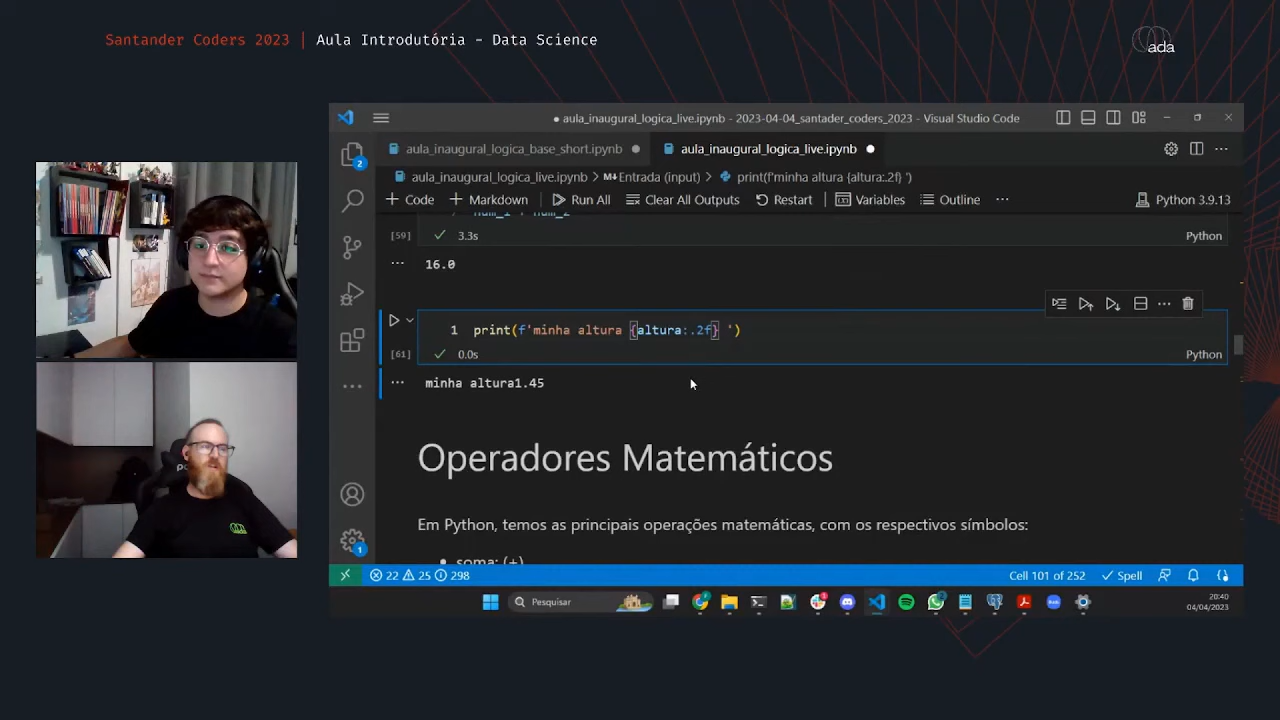 Santander Coders 2023 | Aula Introdutória - Data Science
ada
● aula_inaugural_logica_live.ipynb - 2023-04-04_santader_coders_2023 - Visual Studio Code
aula_inaugural_logica_base_short.ipynb ●
aula_inaugural_logica_live.ipynb ●
aula_inaugural_logica_live.ipynb > M↓Entrada (input) > print(f'minha altura {altura:.2f} ')
+ Code + Markdown Run All Clear All Outputs Restart Variables Outline ... Python 3.9.13
2
[59] ✓ 3.3s Python
... 16.0
1 print(f'minha altura {altura:.2f} ')
[61] ✓ 0.0s Python
... minha altura1.45
Operadores Matemáticos
Em Python, temos as principais operações matemáticas, com os respectivos símbolos:
• soma: (+)
1
22 25 298 Cell 101 of 252 ✓ Spell
Pesquisar
20:40
04/04/2023